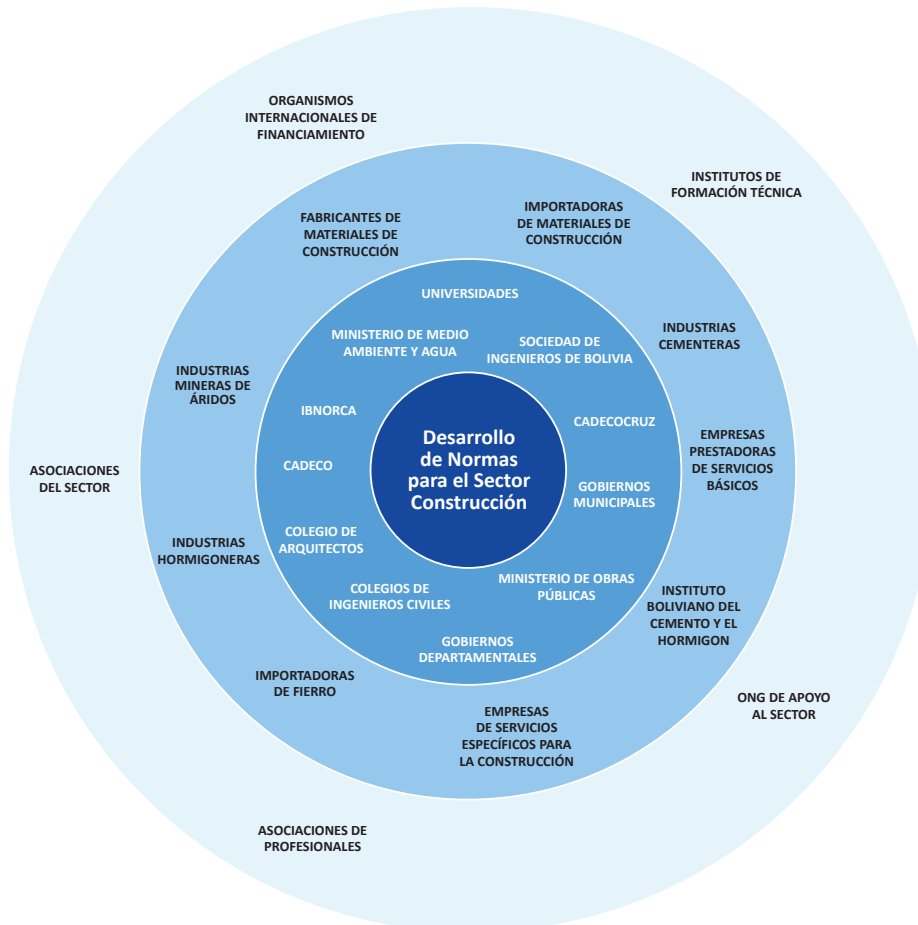 ORGANISMOS
INTERNACIONALES DE
FINANCIAMIENTO
INSTITUTOS DE
FORMACIÓN TÉCNICA
IMPORTADORAS
DE MATERIALES DE
CONSTRUCCIÓN
FABRICANTES DE
MATERIALES DE
CONSTRUCCIÓN
UNIVERSIDADES
MINISTERIO DE MEDIO
AMBIENTE Y AGUA
SOCIEDAD DE
INGENIEROS DE BOLIVIA
INDUSTRIAS
CEMENTERAS
INDUSTRIAS
MINERAS DE
ÁRIDOS
IBNORCA
CADECOCRUZ
Desarrollo
de Normas
para el Sector
Construcción
EMPRESAS
PRESTADORAS
DE SERVICIOS
BÁSICOS
ASOCIACIONES
DEL SECTOR
CADECO
GOBIERNOS
MUNICIPALES
COLEGIO DE
ARQUITECTOS
INDUSTRIAS
HORMIGONERAS
MINISTERIO DE OBRAS
PÚBLICAS
COLEGIOS DE
INGENIEROS CIVILES
INSTITUTO
BOLIVIANO DEL
CEMENTO Y EL
HORMIGON
GOBIERNOS
DEPARTAMENTALES
IMPORTADORAS
DE FIERRO
ONG DE APOYO
AL SECTOR
EMPRESAS
DE SERVICIOS
ESPECÍFICOS PARA
LA CONSTRUCCIÓN
ASOCIACIONES DE
PROFESIONALES